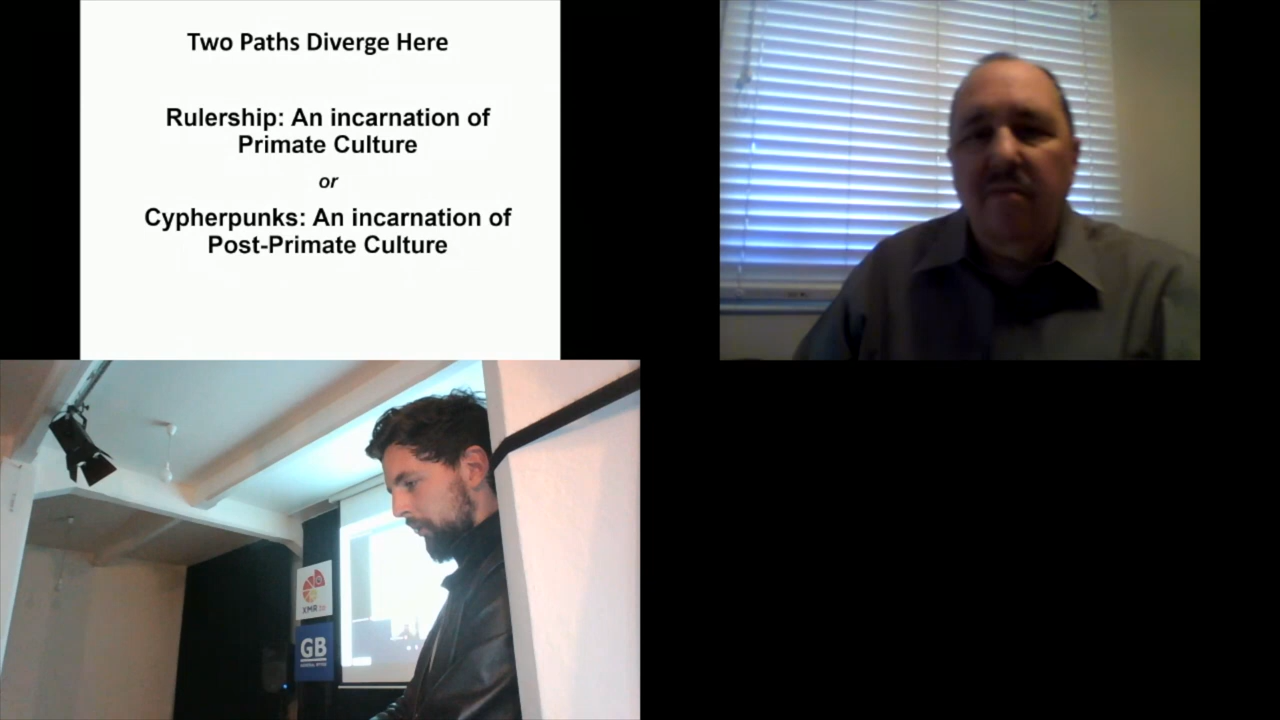 Two Paths Diverge Here
Rulership: An incarnation of
Primate Culture
or
Cypherpunks: An incarnation of
Post-Primate Culture
XMR.to
GB